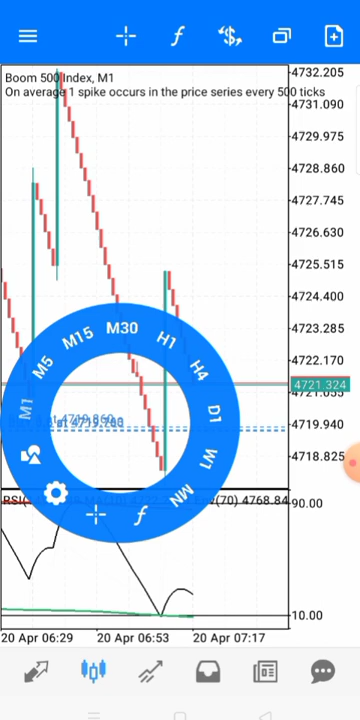 Boom 500 Index, M1
On average 1 spike occurs in the price series every 500 ticks
4732.205
4731.090
4729.975
4728.860
4727.745
4726.630
4725.515
4724.400
4723.285
4722.170
4721.324
4721.055
4719.940
4718.825
M1
M5
M15
M30
H1
H4
D1
W1
MN
RSI(
(70) 4768.84
90.00
10.00
20 Apr 06:29
20 Apr 06:53
20 Apr 07:17